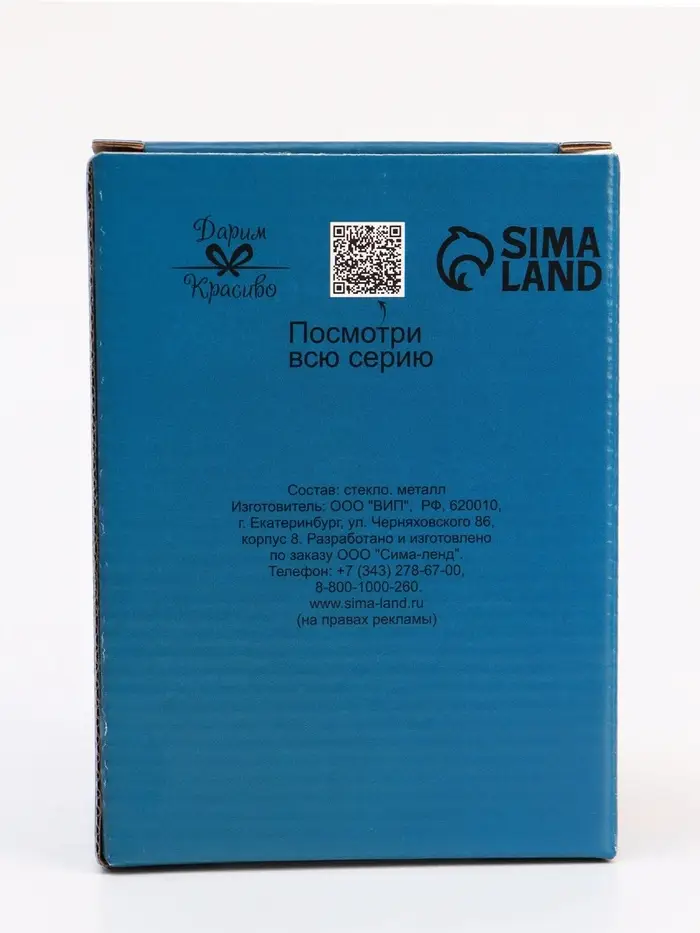 Дарим
Красиво
SIMA
LAND
Посмотри
всю серию
Состав: стекло. металл
Изготовитель: ООО "ВИП", РФ, 620010,
г. Екатеринбург, ул. Черняховского 86,
корпус 8. Разработано и изготовлено
по заказу ООО "Сима-ленд".
Телефон: +7 (343) 278-67-00,
8-800-1000-260.
www.sima-land.ru
(на правах рекламы)